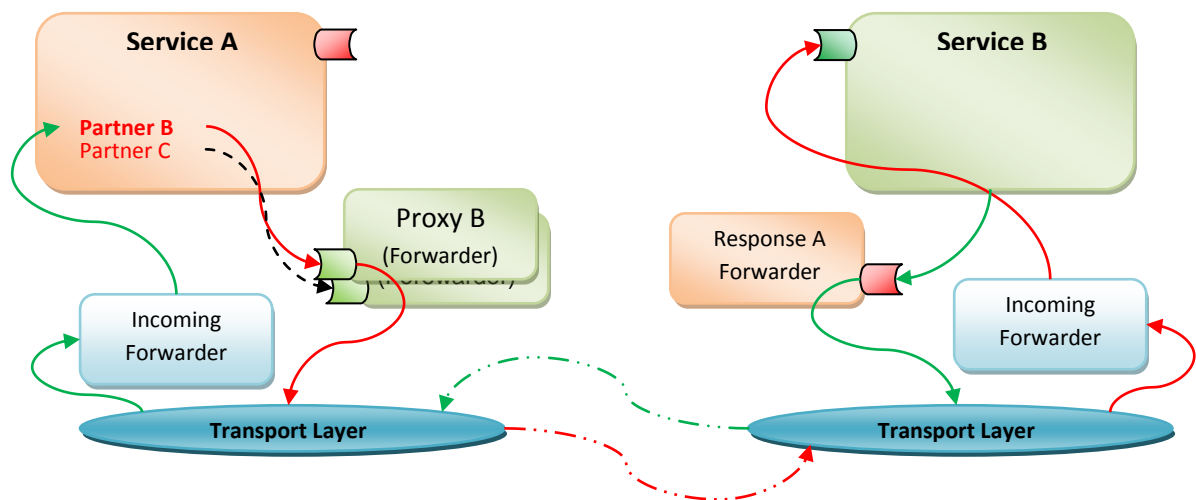 Service A
Partner B
Partner C
Proxy B
(Forwarder)
Incoming
Forwarder
Transport Layer
Service B
Response A
Forwarder
Incoming
Forwarder
Transport Layer